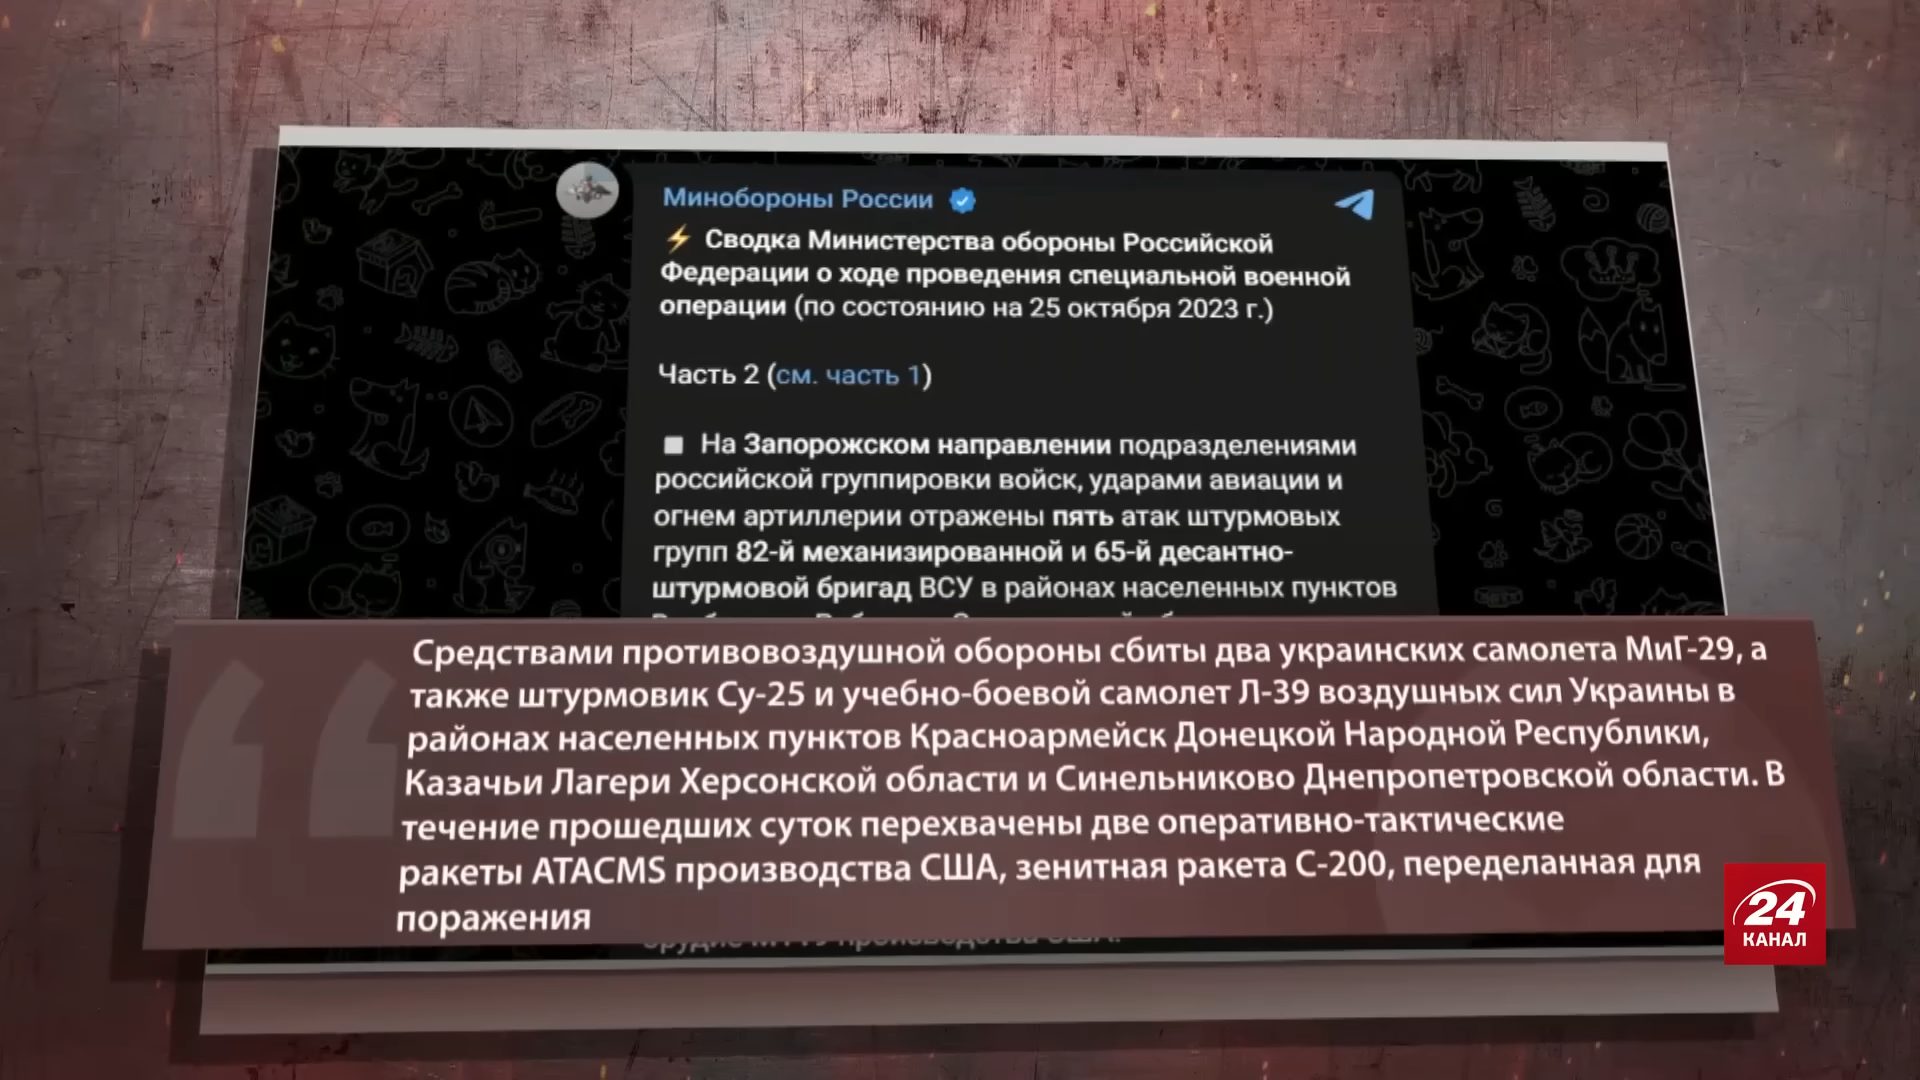 Минобороны России
⚡ Сводка Министерства обороны Российской
Федерации о ходе проведения специальной военной
операции (по состоянию на 25 октября 2023 г.)
Часть 2 (см. часть 1)
■ На Запорожском направлении подразделениями
российской группировки войск, ударами авиации и
огнем артиллерии отражены пять атак штурмовых
групп 82-й механизированной и 65-й десантно-
штурмовой бригад ВСУ в районах населенных пунктов
Средствами противовоздушной обороны сбиты два украинских самолета МиГ-29, а
также штурмовик Су-25 и учебно-боевой самолет Л-39 воздушных сил Украины в
районах населенных пунктов Красноармейск Донецкой Народной Республики,
Казачьи Лагери Херсонской области и Синельниково Днепропетровской области. В
течение прошедших суток перехвачены две оперативно-тактические
ракеты ATACMS производства США, зенитная ракета С-200, переделанная для
поражения
24
КАНАЛ